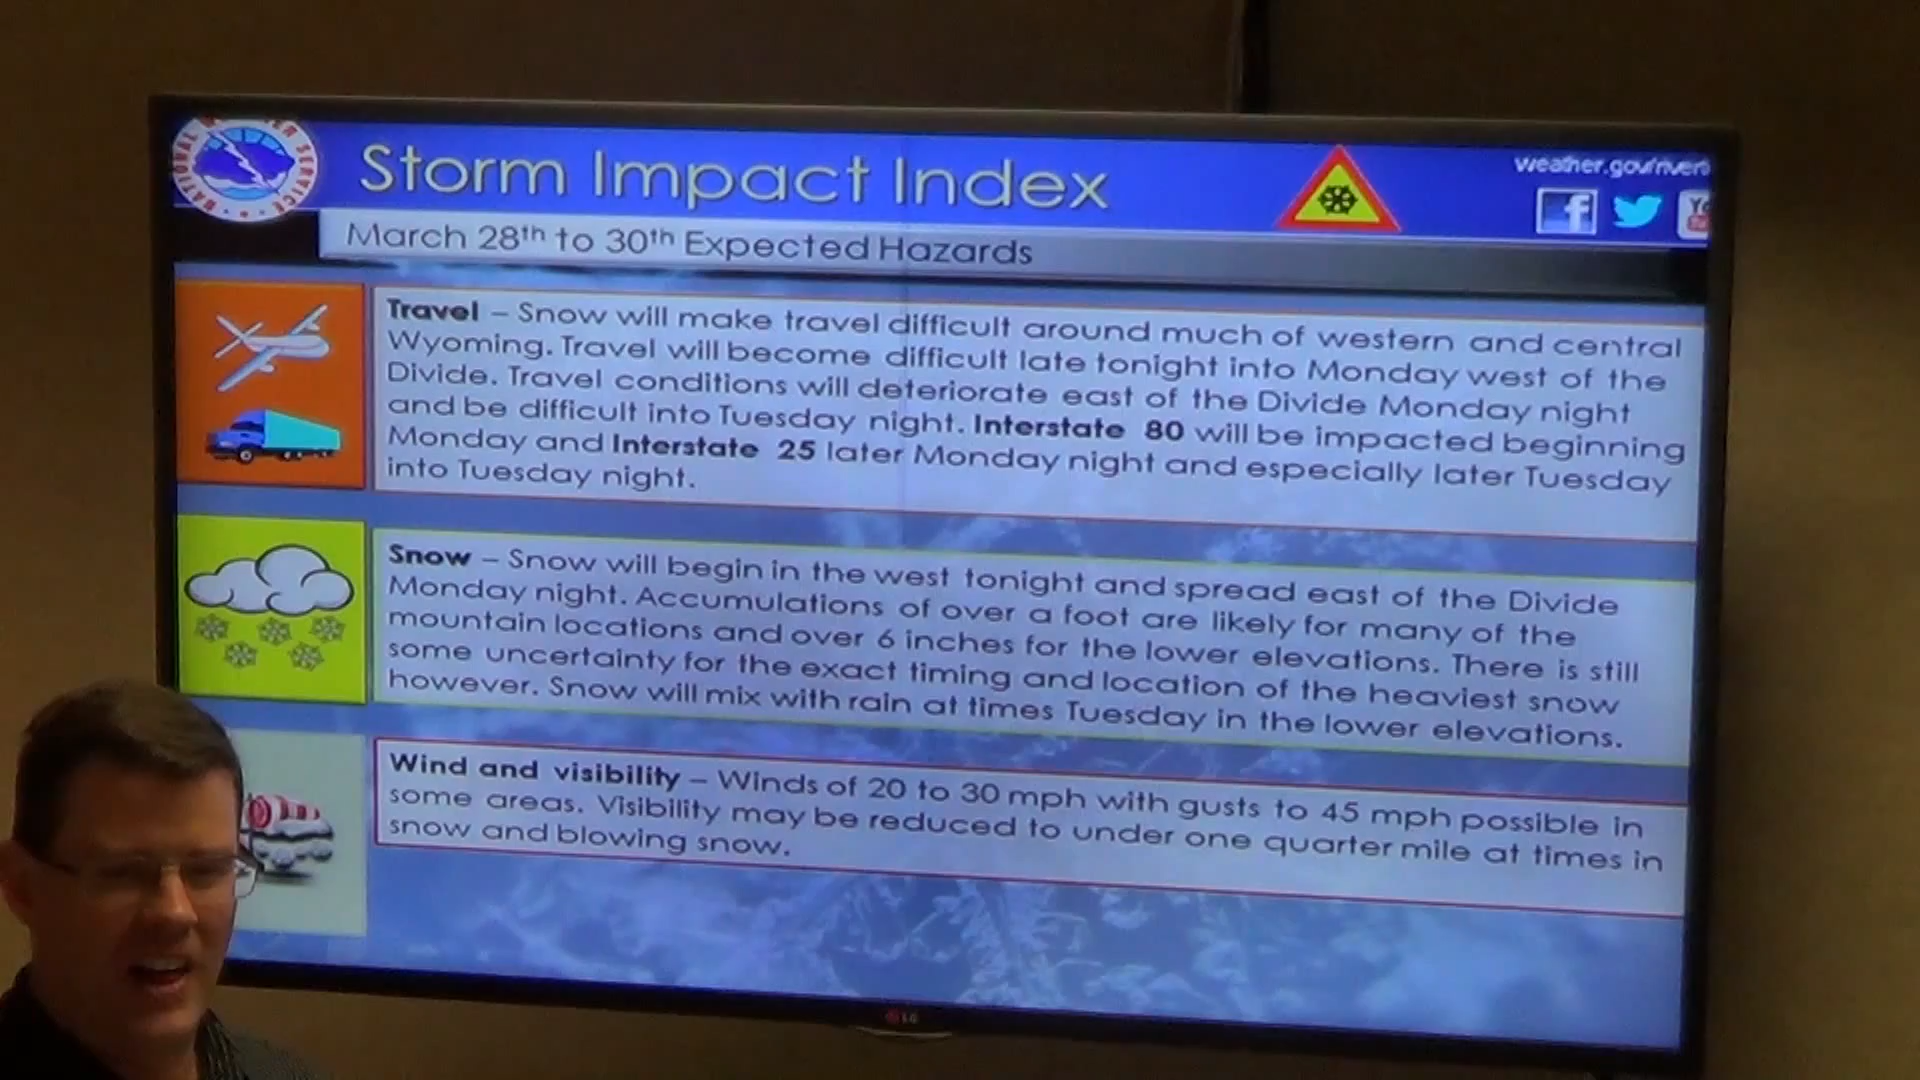 NATIONAL WEATHER SERVICE
Storm Impact Index
weather.gov/rivert
March 28th to 30th Expected Hazards
Travel – Snow will make travel difficult around much of western and central
Wyoming. Travel will become difficult late tonight into Monday west of the
Divide. Travel conditions will deteriorate east of the Divide Monday night
and be difficult into Tuesday night. Interstate 80 will be impacted beginning
Monday and Interstate 25 later Monday night and especially later Tuesday
into Tuesday night.
Snow – Snow will begin in the west tonight and spread east of the Divide
Monday night. Accumulations of over a foot are likely for many of the
mountain locations and over 6 inches for the lower elevations. There is still
some uncertainty for the exact timing and location of the heaviest snow
however. Snow will mix with rain at times Tuesday in the lower elevations.
Wind and visibility – Winds of 20 to 30 mph with gusts to 45 mph possible in
some areas. Visibility may be reduced to under one quarter mile at times in
snow and blowing snow.
LG